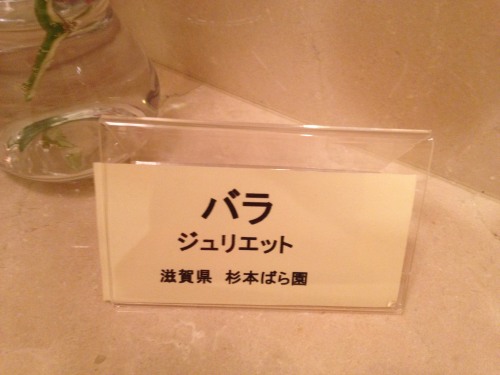 バラ
ジュリエット
滋賀県 杉本ばら園